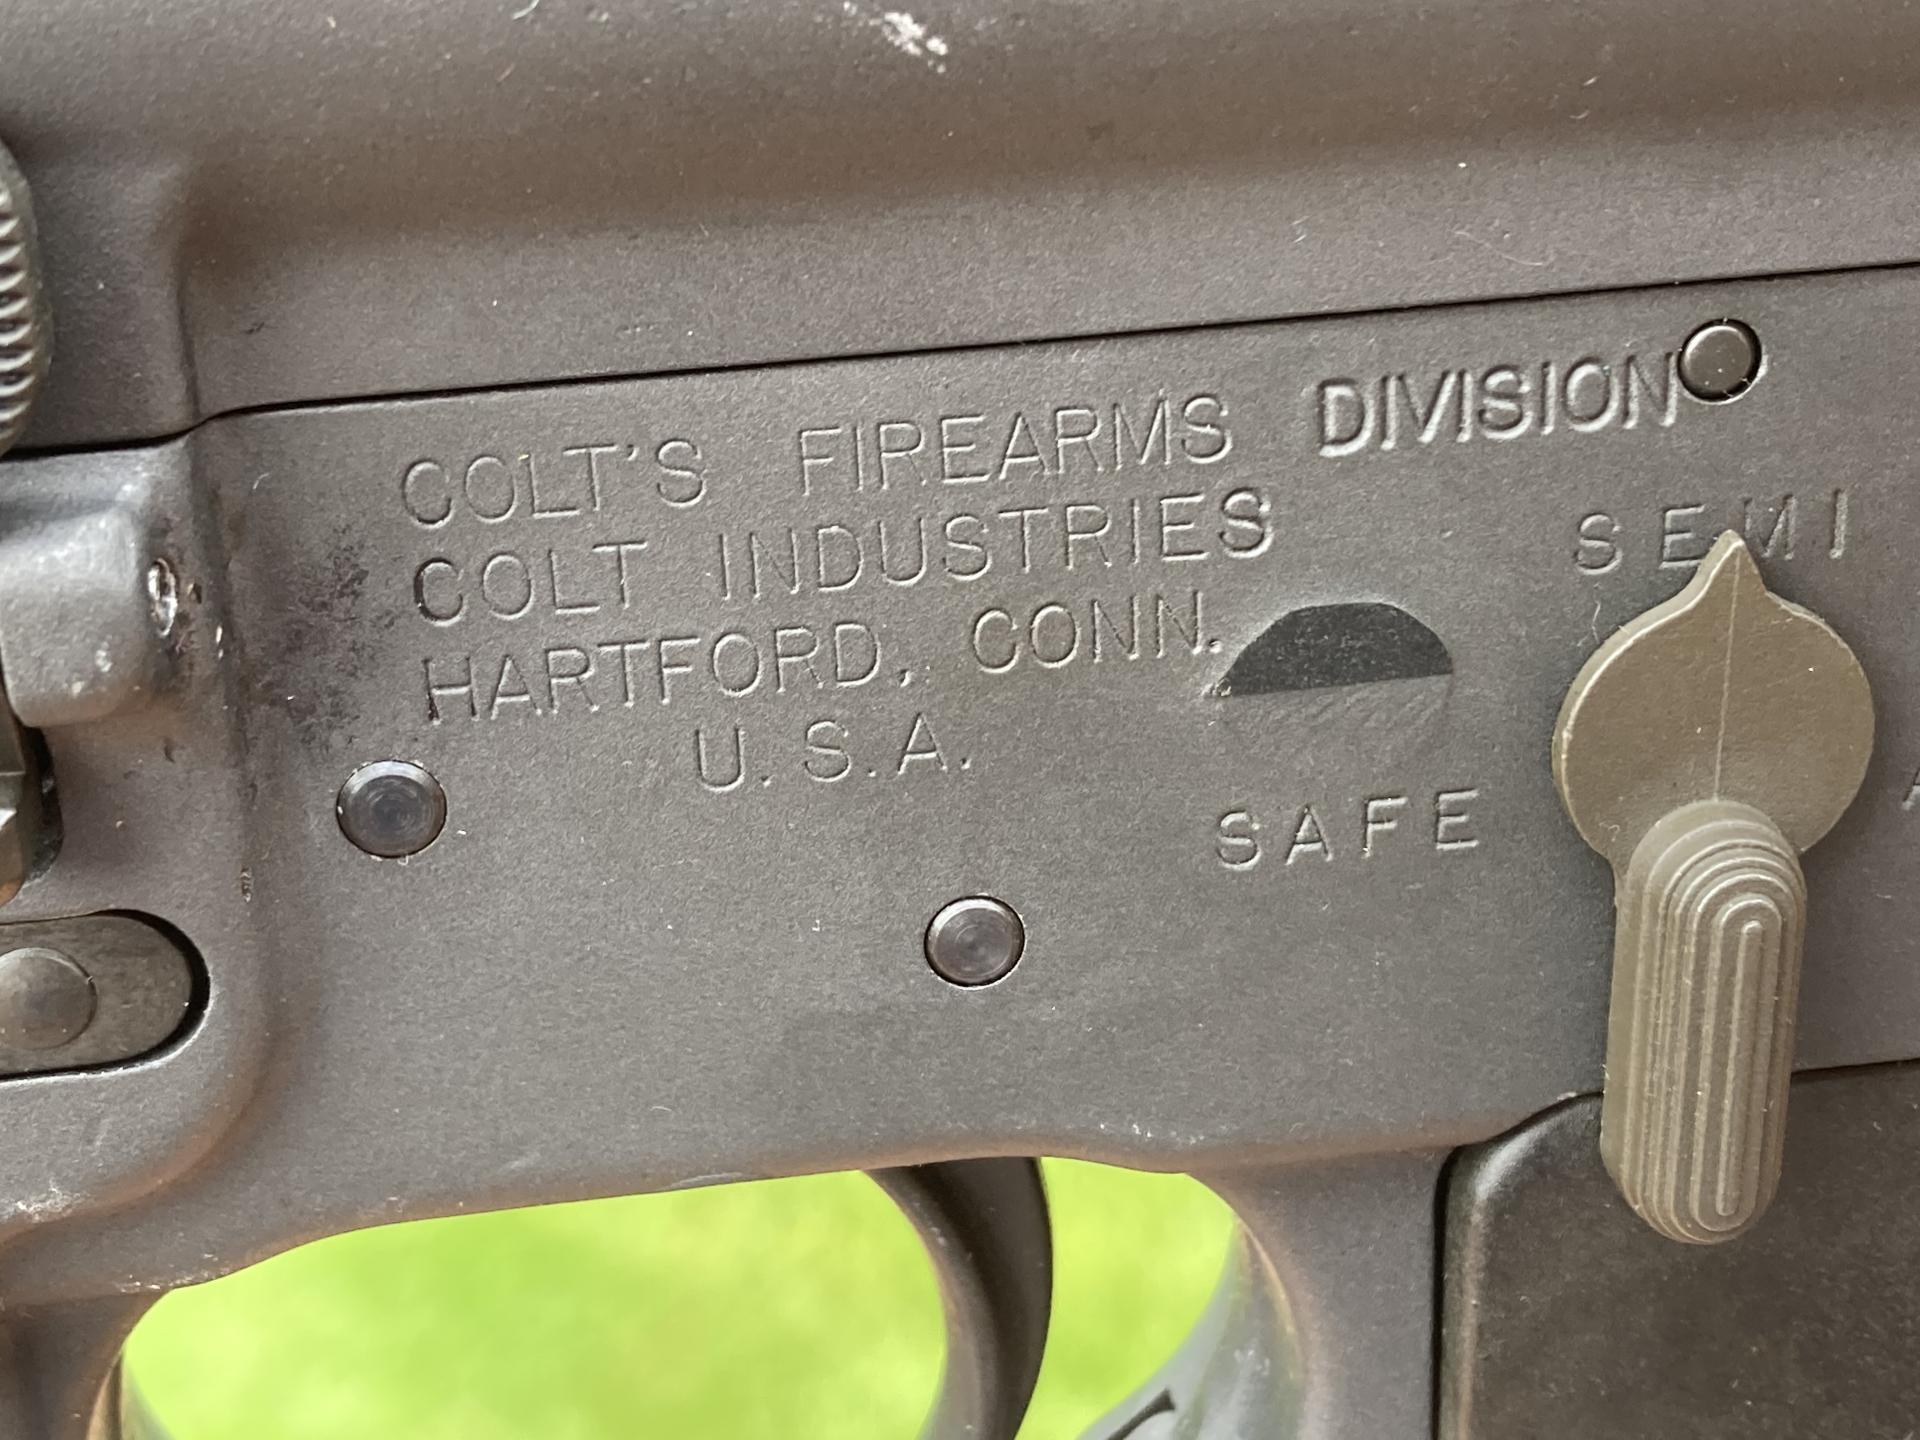 COLT'S FIREARMS DIVISION
COLT INDUSTRIES
HARTFORD, CONN.
U.S.A.
SEMI
SAFE